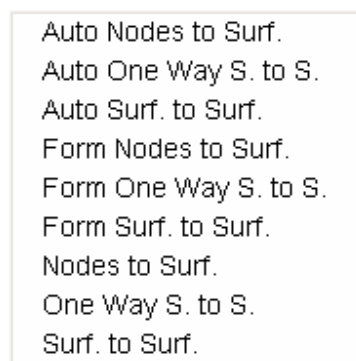 Auto Nodes to Surf.
Auto One Way S. to S.
Auto Surf. to Surf.
Form Nodes to Surf.
Form One Way S. to S.
Form Surf. to Surf.
Nodes to Surf.
One Way S. to S.
Surf. to Surf.